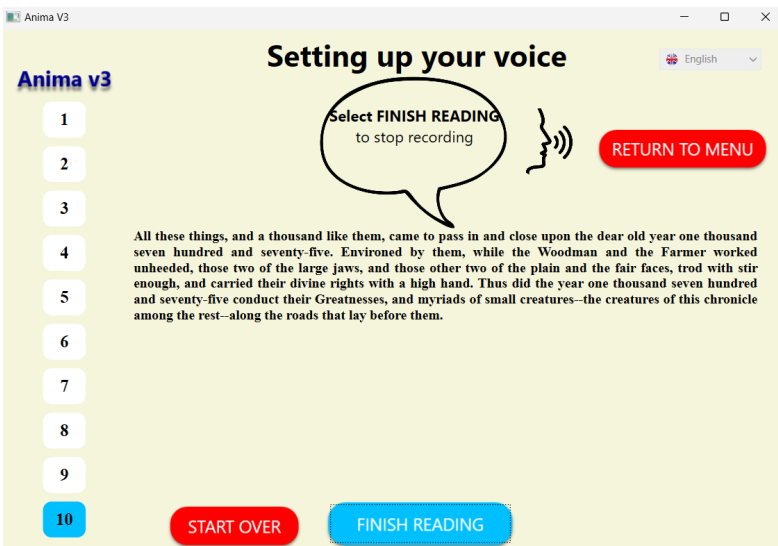 Anima V3
Setting up your voice
English
Anima v3
Select FINISH READING
to stop recording
RETURN TO MENU
1
2
3
4
5
6
7
8
9
10
All these things, and a thousand like them, came to pass in and close upon the dear old year one thousand
seven hundred and seventy-five. Environed by them, while the Woodman and the Farmer worked
unheeded, those two of the large jaws, and those other two of the plain and the fair faces, trod with stir
enough, and carried their divine rights with a high hand. Thus did the year one thousand seven hundred
and seventy-five conduct their Greatnesses, and myriads of small creatures--the creatures of this chronicle
among the rest--along the roads that lay before them.
START OVER
FINISH READING